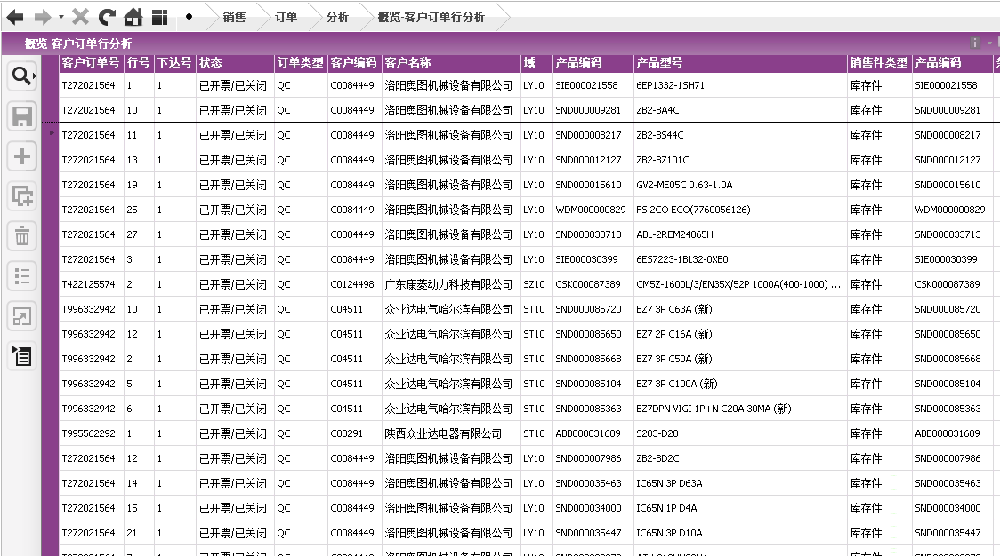 销售 订单 分析 概览-客户订单行分析
概览-客户订单行分析
客户订单号 行号 下达号 状态 订单类型 客户编码 客户名称 域 产品编码 产品型号 销售件类型 产品编码
T272021564 1 1 已开票/已关闭 QC C0084449 洛阳奥图机械设备有限公司 LY10 SIE000021558 6EP1332-1SH71 库存件 SIE000021558
T272021564 10 1 已开票/已关闭 QC C0084449 洛阳奥图机械设备有限公司 LY10 SND000009281 ZB2-BA4C 库存件 SND000009281
T272021564 11 1 已开票/已关闭 QC C0084449 洛阳奥图机械设备有限公司 LY10 SND000008217 ZB2-BS44C 库存件 SND000008217
T272021564 13 1 已开票/已关闭 QC C0084449 洛阳奥图机械设备有限公司 LY10 SND000012127 ZB2-BZ101C 库存件 SND000012127
T272021564 19 1 已开票/已关闭 QC C0084449 洛阳奥图机械设备有限公司 LY10 SND000015610 GV2-ME05C 0.63-1.0A 库存件 SND000015610
T272021564 25 1 已开票/已关闭 QC C0084449 洛阳奥图机械设备有限公司 LY10 WDM000000829 FS 2CO ECO(7760056126) 库存件 WDM000000829
T272021564 27 1 已开票/已关闭 QC C0084449 洛阳奥图机械设备有限公司 LY10 SND000033713 ABL-2REM24065H 库存件 SND000033713
T272021564 3 1 已开票/已关闭 QC C0084449 洛阳奥图机械设备有限公司 LY10 SIE000030399 6ES7223-1BL32-0XB0 库存件 SIE000030399
T422125574 2 1 已开票/已关闭 QC C0124498 广东康菱动力科技有限公司 SZ10 CSK000087389 CM5Z-1600L/3/EN35X/52P 1000A(400-1000) ... 库存件 CSK000087389
T996332942 10 1 已开票/已关闭 QC C04511 众业达电气哈尔滨有限公司 ST10 SND000085720 EZ7 3P C63A (新) 库存件 SND000085720
T996332942 12 1 已开票/已关闭 QC C04511 众业达电气哈尔滨有限公司 ST10 SND000085650 EZ7 2P C16A (新) 库存件 SND000085650
T996332942 2 1 已开票/已关闭 QC C04511 众业达电气哈尔滨有限公司 ST10 SND000085668 EZ7 3P C50A (新) 库存件 SND000085668
T996332942 5 1 已开票/已关闭 QC C04511 众业达电气哈尔滨有限公司 ST10 SND000085104 EZ7 3P C100A (新) 库存件 SND000085104
T996332942 6 1 已开票/已关闭 QC C04511 众业达电气哈尔滨有限公司 ST10 SND000085363 EZ7DPN VIGI 1P+N C20A 30MA (新) 库存件 SND000085363
T995562292 1 1 已开票/已关闭 QC C00291 陕西众业达电器有限公司 ST10 ABB000031609 S203-D20 库存件 ABB000031609
T272021564 12 1 已开票/已关闭 QC C0084449 洛阳奥图机械设备有限公司 LY10 SND000007986 ZB2-BD2C 库存件 SND000007986
T272021564 14 1 已开票/已关闭 QC C0084449 洛阳奥图机械设备有限公司 LY10 SND000035463 IC65N 3P D63A 库存件 SND000035463
T272021564 15 1 已开票/已关闭 QC C0084449 洛阳奥图机械设备有限公司 LY10 SND000034000 IC65N 1P D4A 库存件 SND000034000
T272021564 21 1 已开票/已关闭 QC C0084449 洛阳奥图机械设备有限公司 LY10 SND000035447 IC65N 3P D10A 库存件 SND000035447